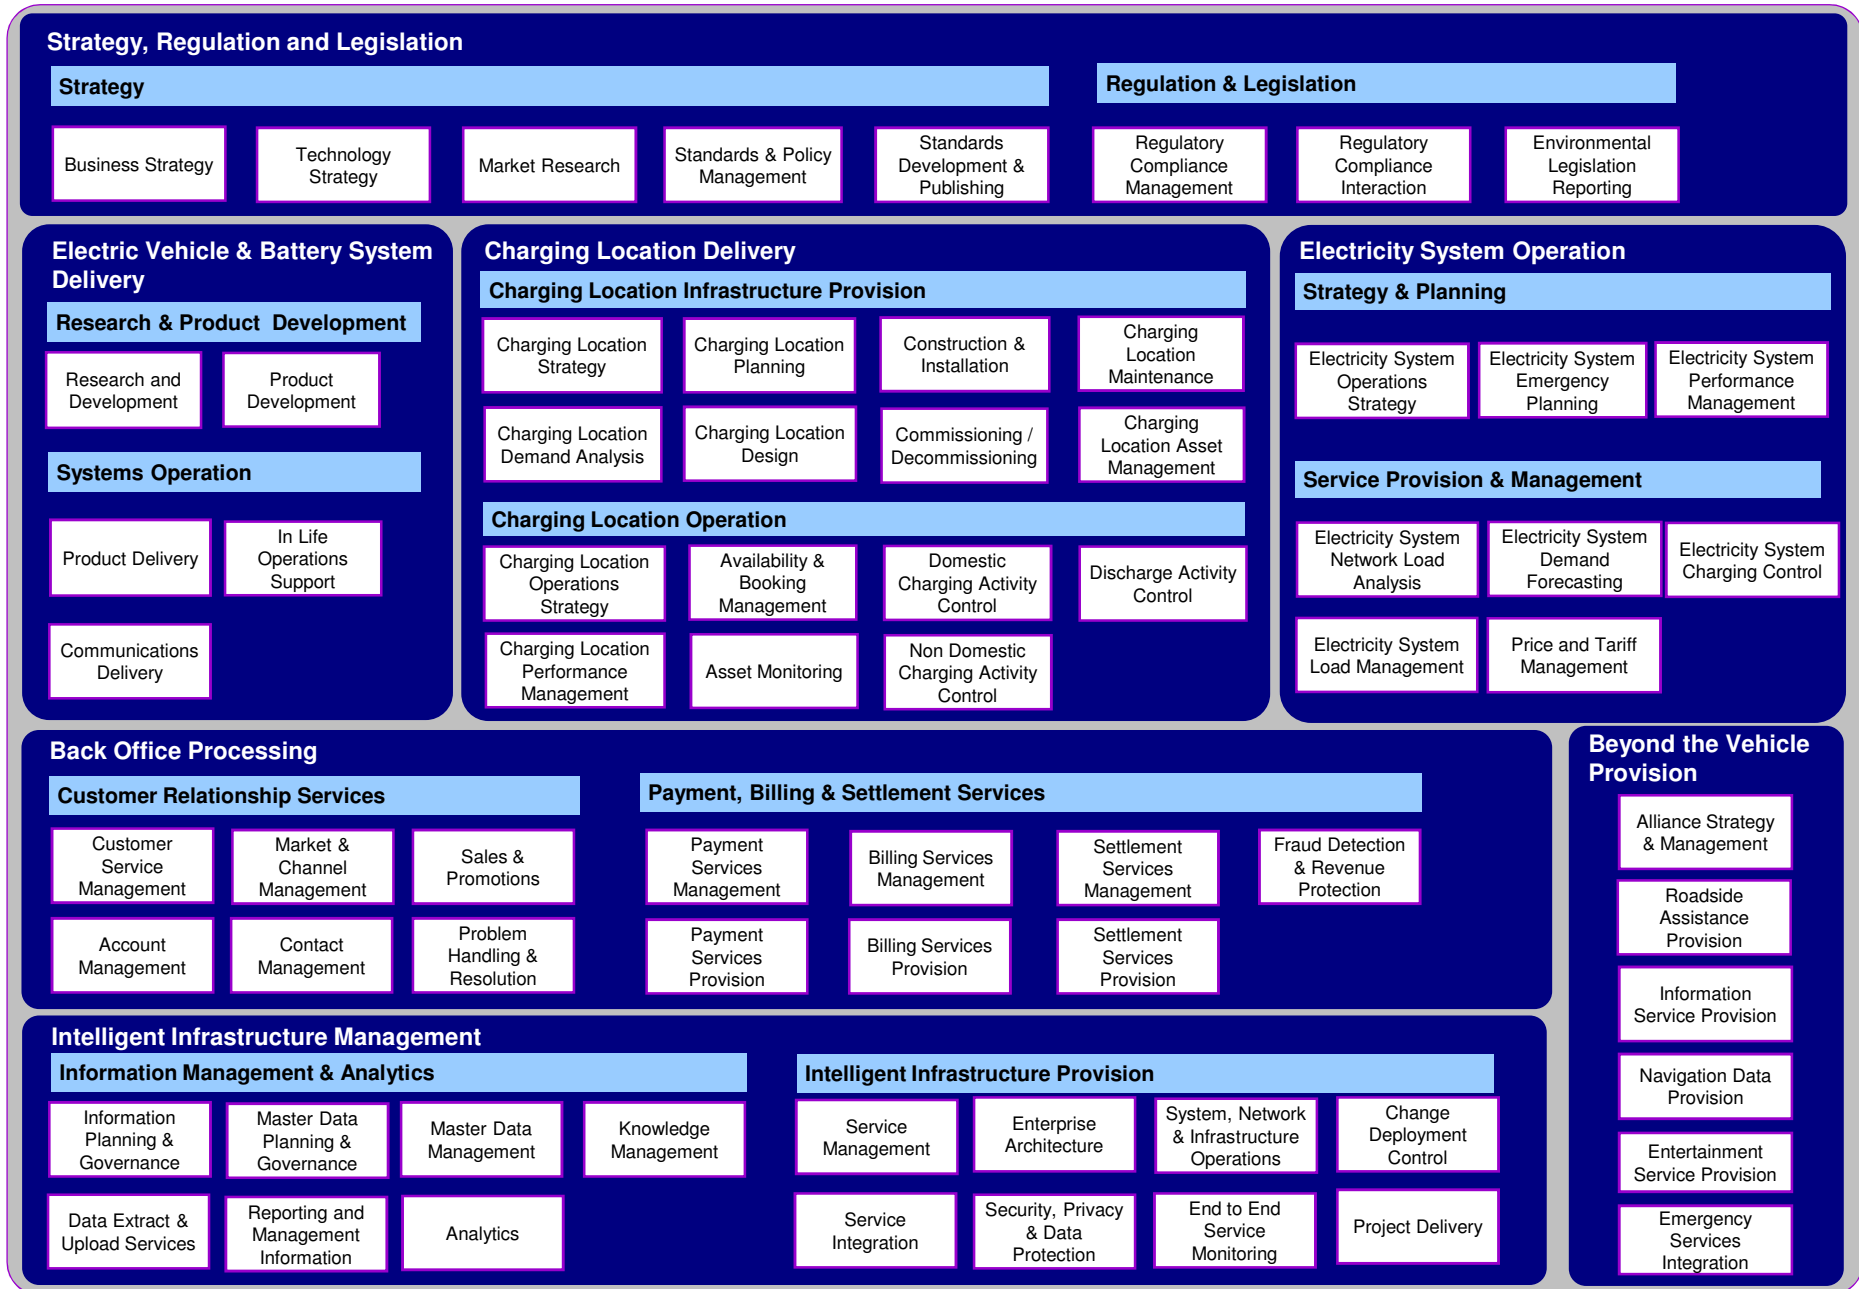 Strategy, Regulation and Legislation
Strategy
Business Strategy
Technology
Strategy
Market Research
Standards & Policy
Management
Standards
Development &
Publishing
Regulation & Legislation
Regulatory
Compliance
Management
Regulatory
Compliance
Interaction
Environmental
Legislation
Reporting
Electric Vehicle & Battery System
Delivery
Research & Product Development
Research and
Development
Product
Development
Systems Operation
Product Delivery
In Life
Operations
Support
Communications
Delivery
Charging Location Delivery
Charging Location Infrastructure Provision
Charging Location
Strategy
Charging Location
Planning
Construction &
Installation
Charging
Location
Maintenance
Charging Location
Demand Analysis
Charging Location
Design
Commissioning /
Decommissioning
Charging
Location Asset
Management
Charging Location Operation
Charging Location
Operations
Strategy
Availability &
Booking
Management
Domestic
Charging Activity
Control
Discharge Activity
Control
Charging Location
Performance
Management
Asset Monitoring
Non Domestic
Charging Activity
Control
Electricity System Operation
Strategy & Planning
Electricity System
Operations
Strategy
Electricity System
Emergency
Planning
Electricity System
Performance
Management
Service Provision & Management
Electricity System
Network Load
Analysis
Electricity System
Demand
Forecasting
Electricity System
Charging Control
Electricity System
Load Management
Price and Tariff
Management
Back Office Processing
Customer Relationship Services
Customer
Service
Management
Market &
Channel
Management
Sales &
Promotions
Account
Management
Contact
Management
Problem
Handling &
Resolution
Payment, Billing & Settlement Services
Payment
Services
Management
Billing Services
Management
Settlement
Services
Management
Fraud Detection
& Revenue
Protection
Payment
Services
Provision
Billing Services
Provision
Settlement
Services
Provision
Beyond the Vehicle
Provision
Alliance Strategy
& Management
Roadside
Assistance
Provision
Information
Service Provision
Navigation Data
Provision
Entertainment
Service Provision
Emergency
Services
Integration
Intelligent Infrastructure Management
Information Management & Analytics
Information
Planning &
Governance
Master Data
Planning &
Governance
Master Data
Management
Knowledge
Management
Data Extract &
Upload Services
Reporting and
Management
Information
Analytics
Intelligent Infrastructure Provision
Service
Management
Enterprise
Architecture
System, Network
& Infrastructure
Operations
Change
Deployment
Control
Service
Integration
Security, Privacy
& Data
Protection
End to End
Service
Monitoring
Project Delivery